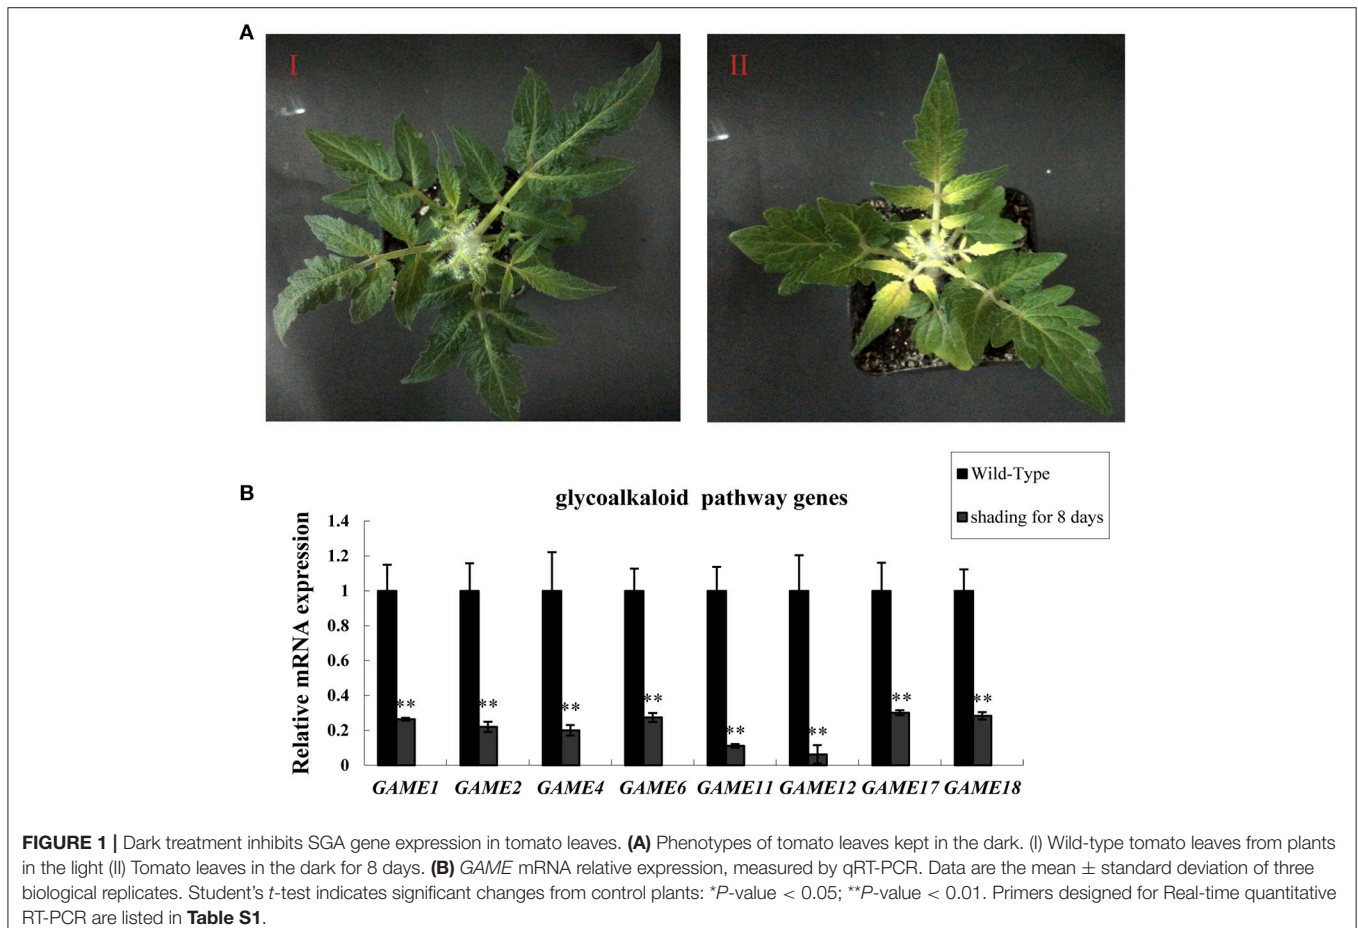 A
I
II
B
glycoalkaloid pathway genes
Wild-Type
shading for 8 days
Relative mRNA expression
1.4
1.2
1
0.8
0.6
0.4
0.2
0
** ** ** ** ** ** ** **
GAME1 GAME2 GAME4 GAME6 GAME11 GAME12 GAME17 GAME18
FIGURE 1 | Dark treatment inhibits SGA gene expression in tomato leaves. (A) Phenotypes of tomato leaves kept in the dark. (I) Wild-type tomato leaves from plants
in the light (II) Tomato leaves in the dark for 8 days. (B) GAME mRNA relative expression, measured by qRT-PCR. Data are the mean ± standard deviation of three
biological replicates. Student's t-test indicates significant changes from control plants: *P-value < 0.05; **P-value < 0.01. Primers designed for Real-time quantitative
RT-PCR are listed in Table S1.